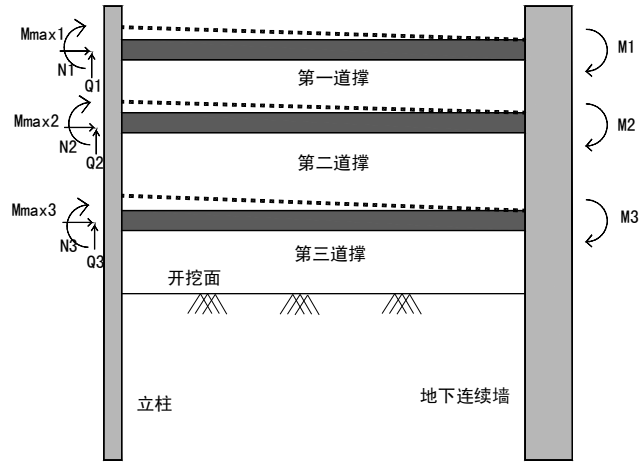 Mmax1
M1
N1
Q1
第一道撑
Mmax2
M2
N2
Q2
第二道撑
Mmax3
M3
N3
Q3
第三道撑
开挖面
立柱
地下连续墙